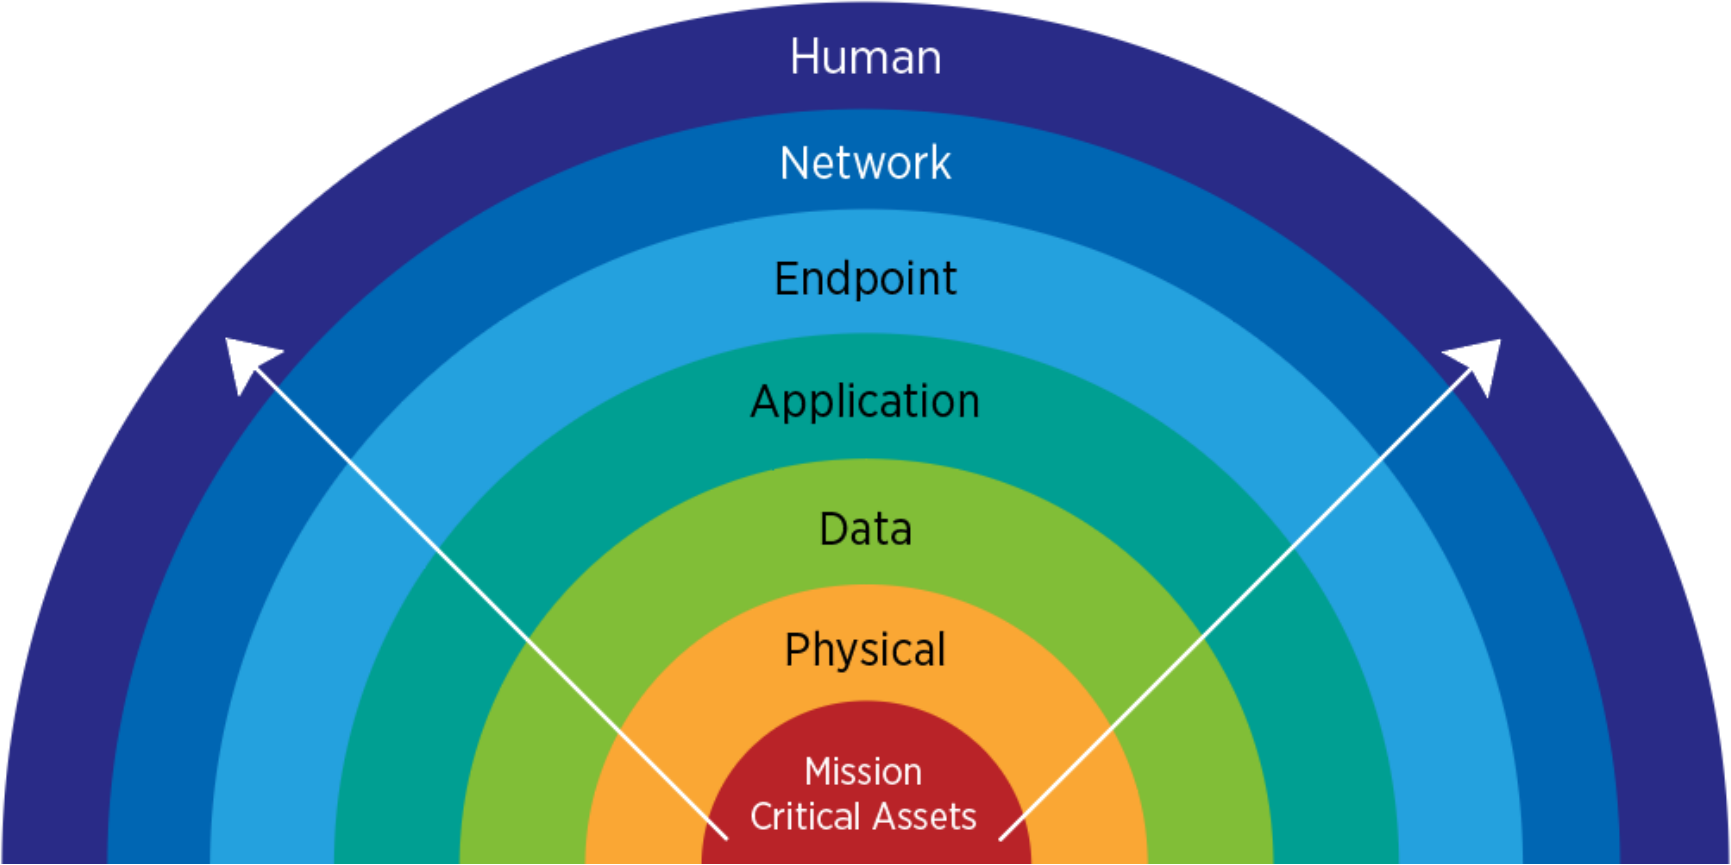 Human
Network
Endpoint
Application
Data
Physical
Mission
Critical Assets